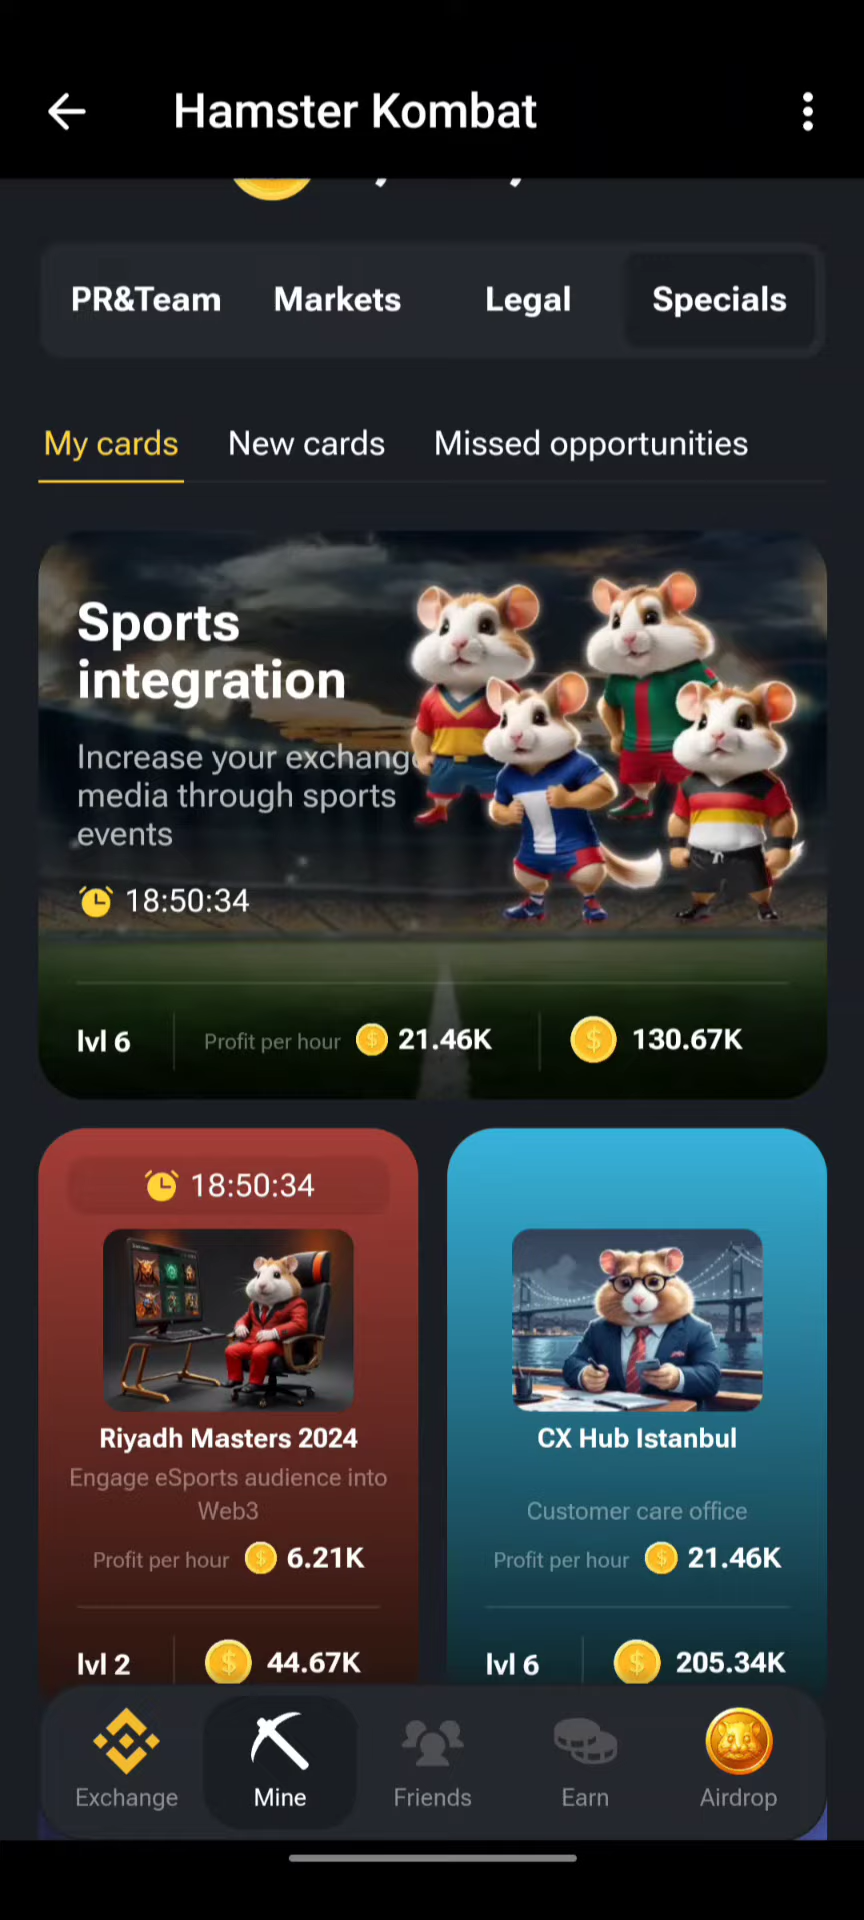 Hamster Kombat
PR&Team Markets Legal Specials
My cards New cards Missed opportunities
Sports
integration
Increase your exchange
media through sports
events
18:50:34
lvl 6 Profit per hour 21.46K 130.67K
18:50:34
Riyadh Masters 2024
Engage eSports audience into
Web3
Profit per hour 6.21K
lvl 2 44.67K
CX Hub Istanbul
Customer care office
Profit per hour 21.46K
lvl 6 205.34K
Exchange Mine Friends Earn Airdrop